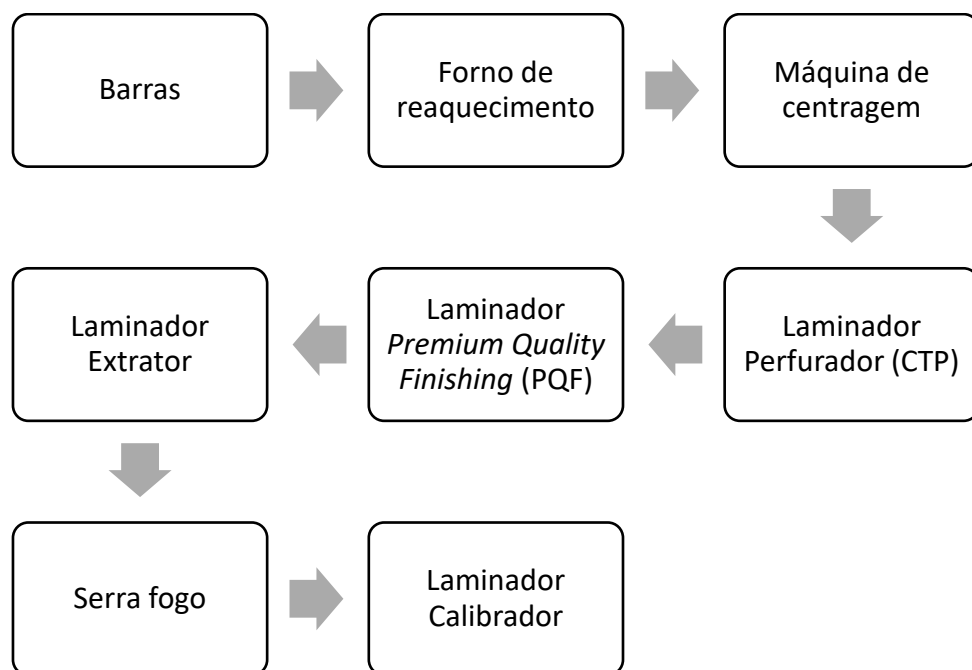 Barras
Forno de
reaquecimento
Máquina de
centragem
Laminador
Perfurador (CTP)
Laminador
Premium Quality
Finishing (PQF)
Laminador
Extrator
Serra fogo
Laminador
Calibrador